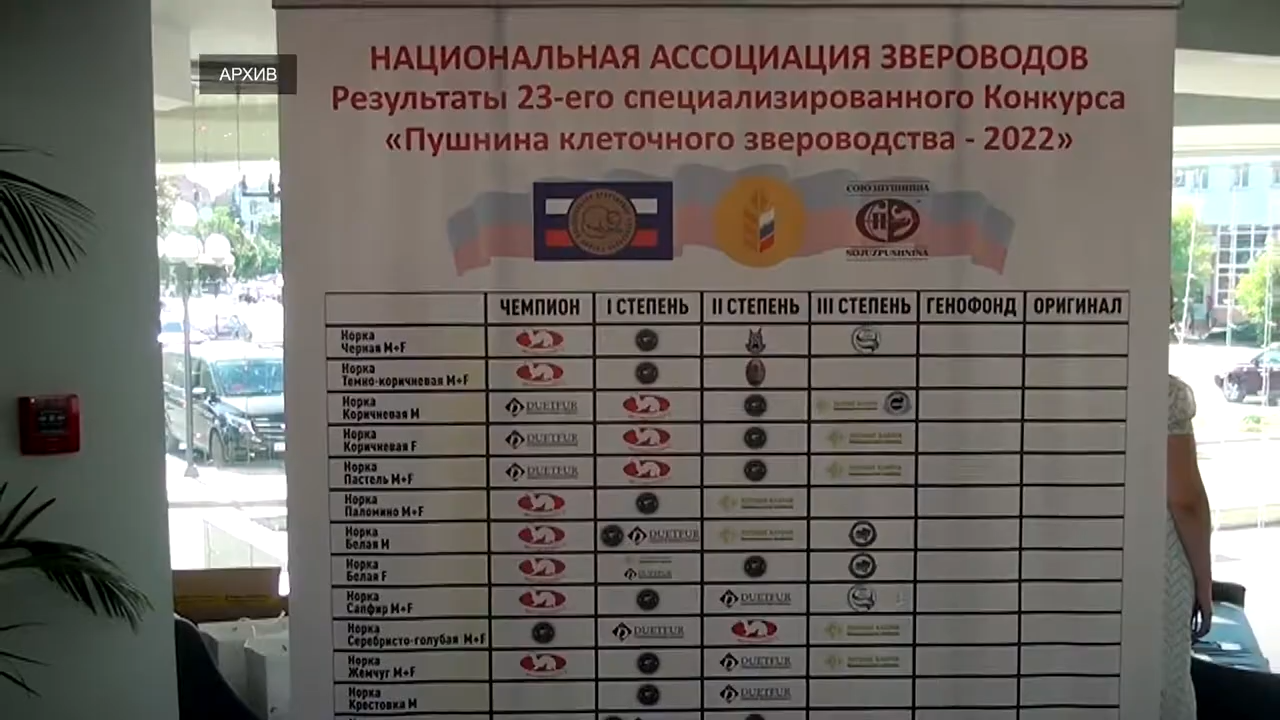 АРХИВ
НАЦИОНАЛЬНАЯ АССОЦИАЦИЯ ЗВЕРОВОДОВ
Результаты 23-его специализированного Конкурса
«Пушнина клеточного звероводства - 2022»
СОЮЗПУШНИНА
SOJUZPUSHNINA
ЧЕМПИОН I СТЕПЕНЬ II СТЕПЕНЬ III СТЕПЕНЬ ГЕНОФОНД ОРИГИНАЛ
Норка
Черная M+F
Норка
Темно-коричневая M+F
Норка
Коричневая M
DUETFUR
Норка
Коричневая F
DUETFUR
Норка
Пастель M+F
DUETFUR
Норка
Паломино M+F
Норка
Белая M
DUETFUR
Норка
Белая F
DUETFUR
Норка
Сапфир M+F
DUETFUR
Норка
Серебристо-голубая M+F
DUETFUR
Норка
Жемчуг M+F
DUETFUR
Норка
Крестовка M
DUETFUR